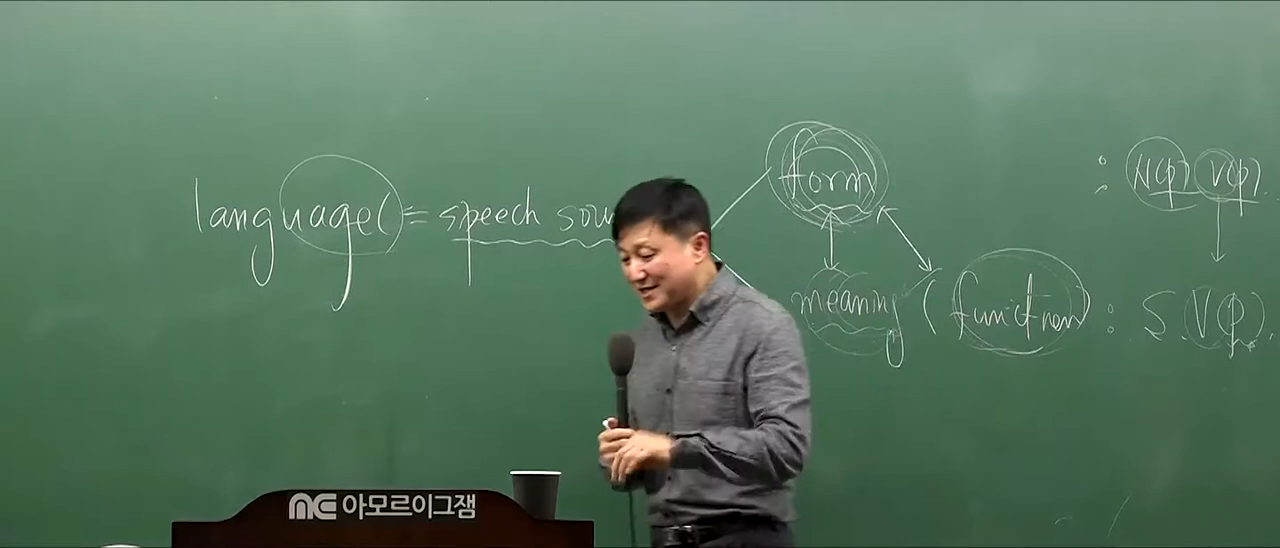 form : N(p) V(p).
language( = speech sou
meaning (function) : S. V(p).
아모르이그잼